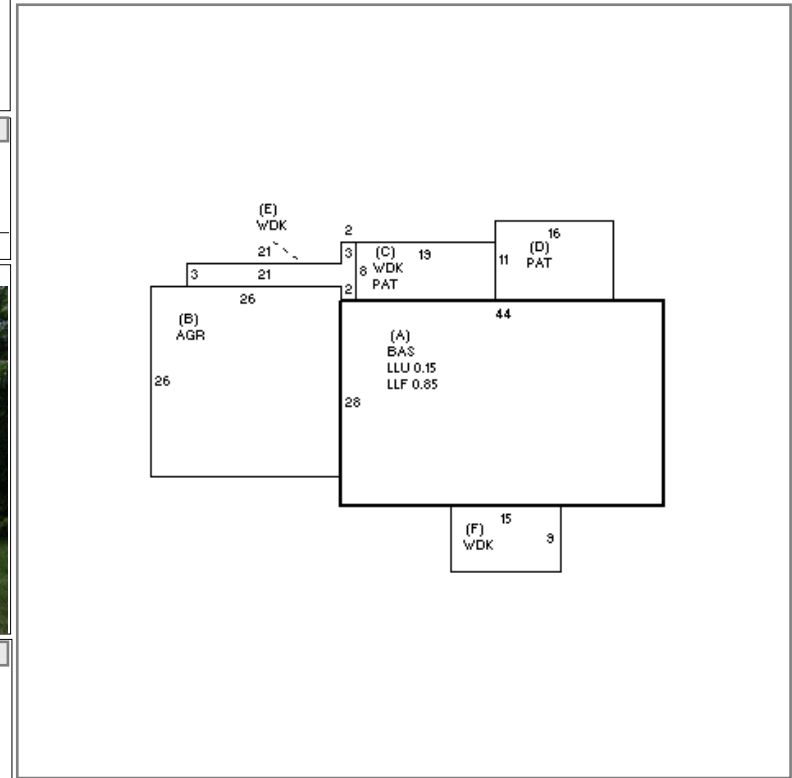 (E)
WDK
2
21
3
(C)
WDK
PAT
19
16
(D)
PAT
11
3
21
8
2
26
(B)
AGR
26
44
(A)
BAS
LLU 0.15
LLF 0.85
28
15
(F)
WDK
9